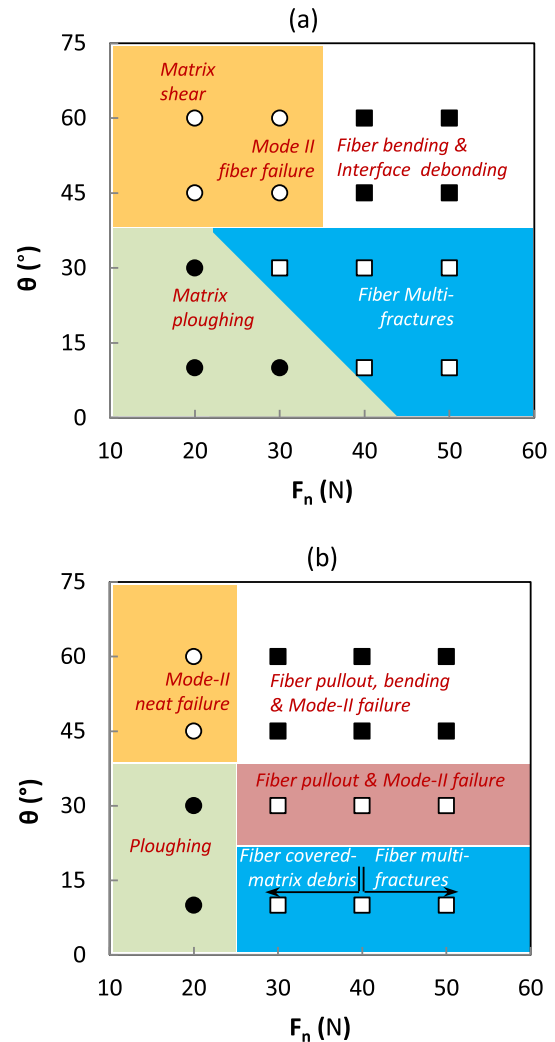 (a)
75
60
45
30
15
0
θ (°)
Matrix
shear
Mode II
fiber failure
Fiber bending &
Interface debonding
Matrix
ploughing
Fiber Multi-
fractures
10 20 30 40 50 60
Fn (N)
(b)
75
60
45
30
15
0
θ (°)
Mode-II
neat failure
Fiber pullout, bending
& Mode-II failure
Fiber pullout & Mode-II failure
Ploughing
Fiber covered-
matrix debris
Fiber multi-
fractures
10 20 30 40 50 60
Fn (N)